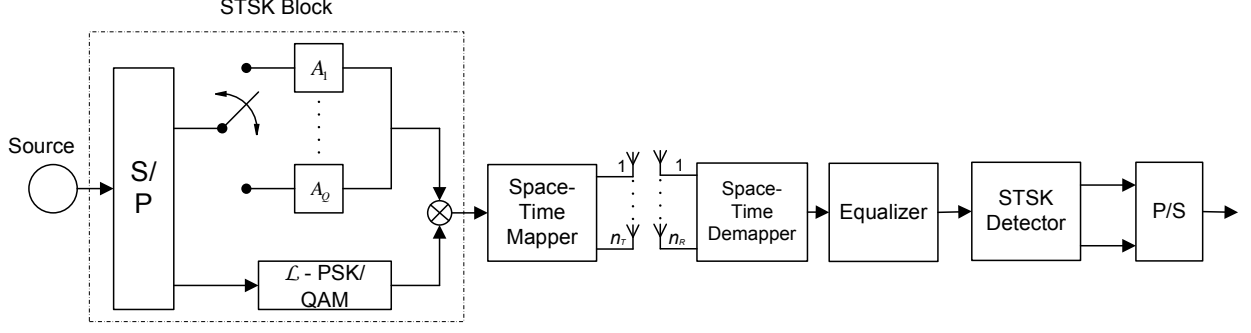 STSK Block
Source
S/
P
A₁
A_Q
ℒ - PSK/
QAM
Space-
Time
Mapper
1
n_T
1
n_R
Space-
Time
Demapper
Equalizer
STSK
Detector
P/S